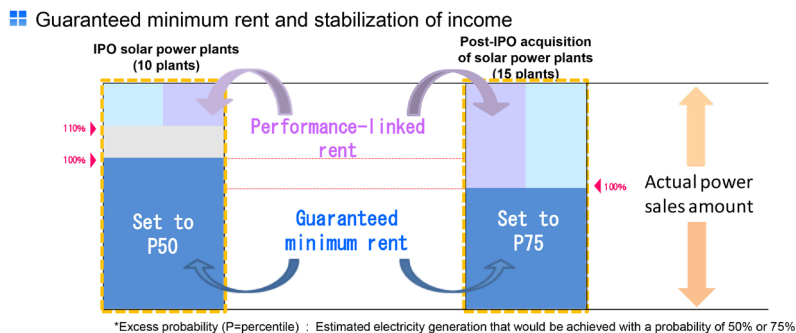 Guaranteed minimum rent and stabilization of income
IPO solar power plants
(10 plants)
Post-IPO acquisition
of solar power plants
(15 plants)
110%
100%
Performance-linked
rent
100%
Actual power
sales amount
Set to
P50
Guaranteed
minimum rent
Set to
P75
*Excess probability (P=percentile) : Estimated electricity generation that would be achieved with a probability of 50% or 75%